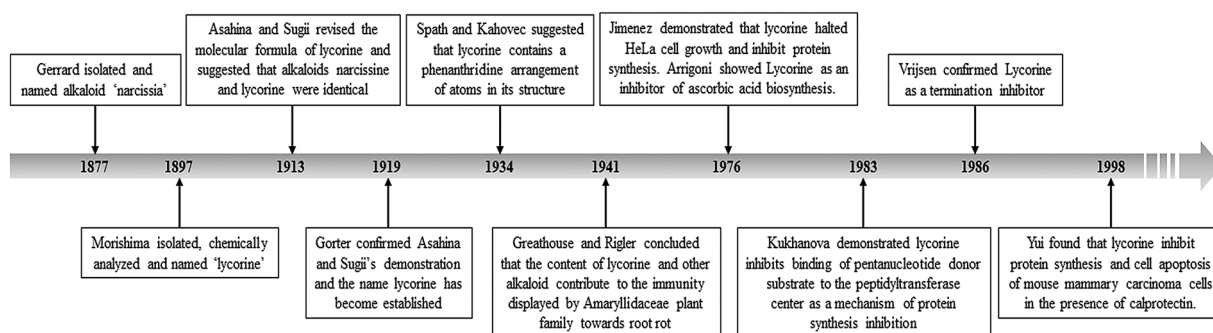 Gerrard isolated and
named alkaloid ‘narcissia’
Asahina and Sugii revised the
molecular formula of lycorine and
suggested that alkaloids narcissine
and lycorine were identical
Spath and Kahovec suggested
that lycorine contains a
phenanthridine arrangement
of atoms in its structure
Jimenez demonstrated that lycorine halted
HeLa cell growth and inhibit protein
synthesis. Arrigoni showed Lycorine as an
inhibitor of ascorbic acid biosynthesis.
Vrijsen confirmed Lycorine
as a termination inhibitor
1877 1897 1913 1919 1934 1941 1976 1983 1986 1998
Morishima isolated, chemically
analyzed and named ‘lycorine’
Gorter confirmed Asahina
and Sugii’s demonstration
and the name lycorine has
become established
Greathouse and Rigler concluded
that the content of lycorine and other
alkaloid contribute to the immunity
displayed by Amaryllidaceae plant
family towards root rot
Kukhanova demonstrated lycorine
inhibits binding of pentanucleotide donor
substrate to the peptidyltransferase
center as a mechanism of protein
synthesis inhibition
Yui found that lycorine inhibit
protein synthesis and cell apoptosis
of mouse mammary carcinoma cells
in the presence of calprotectin.